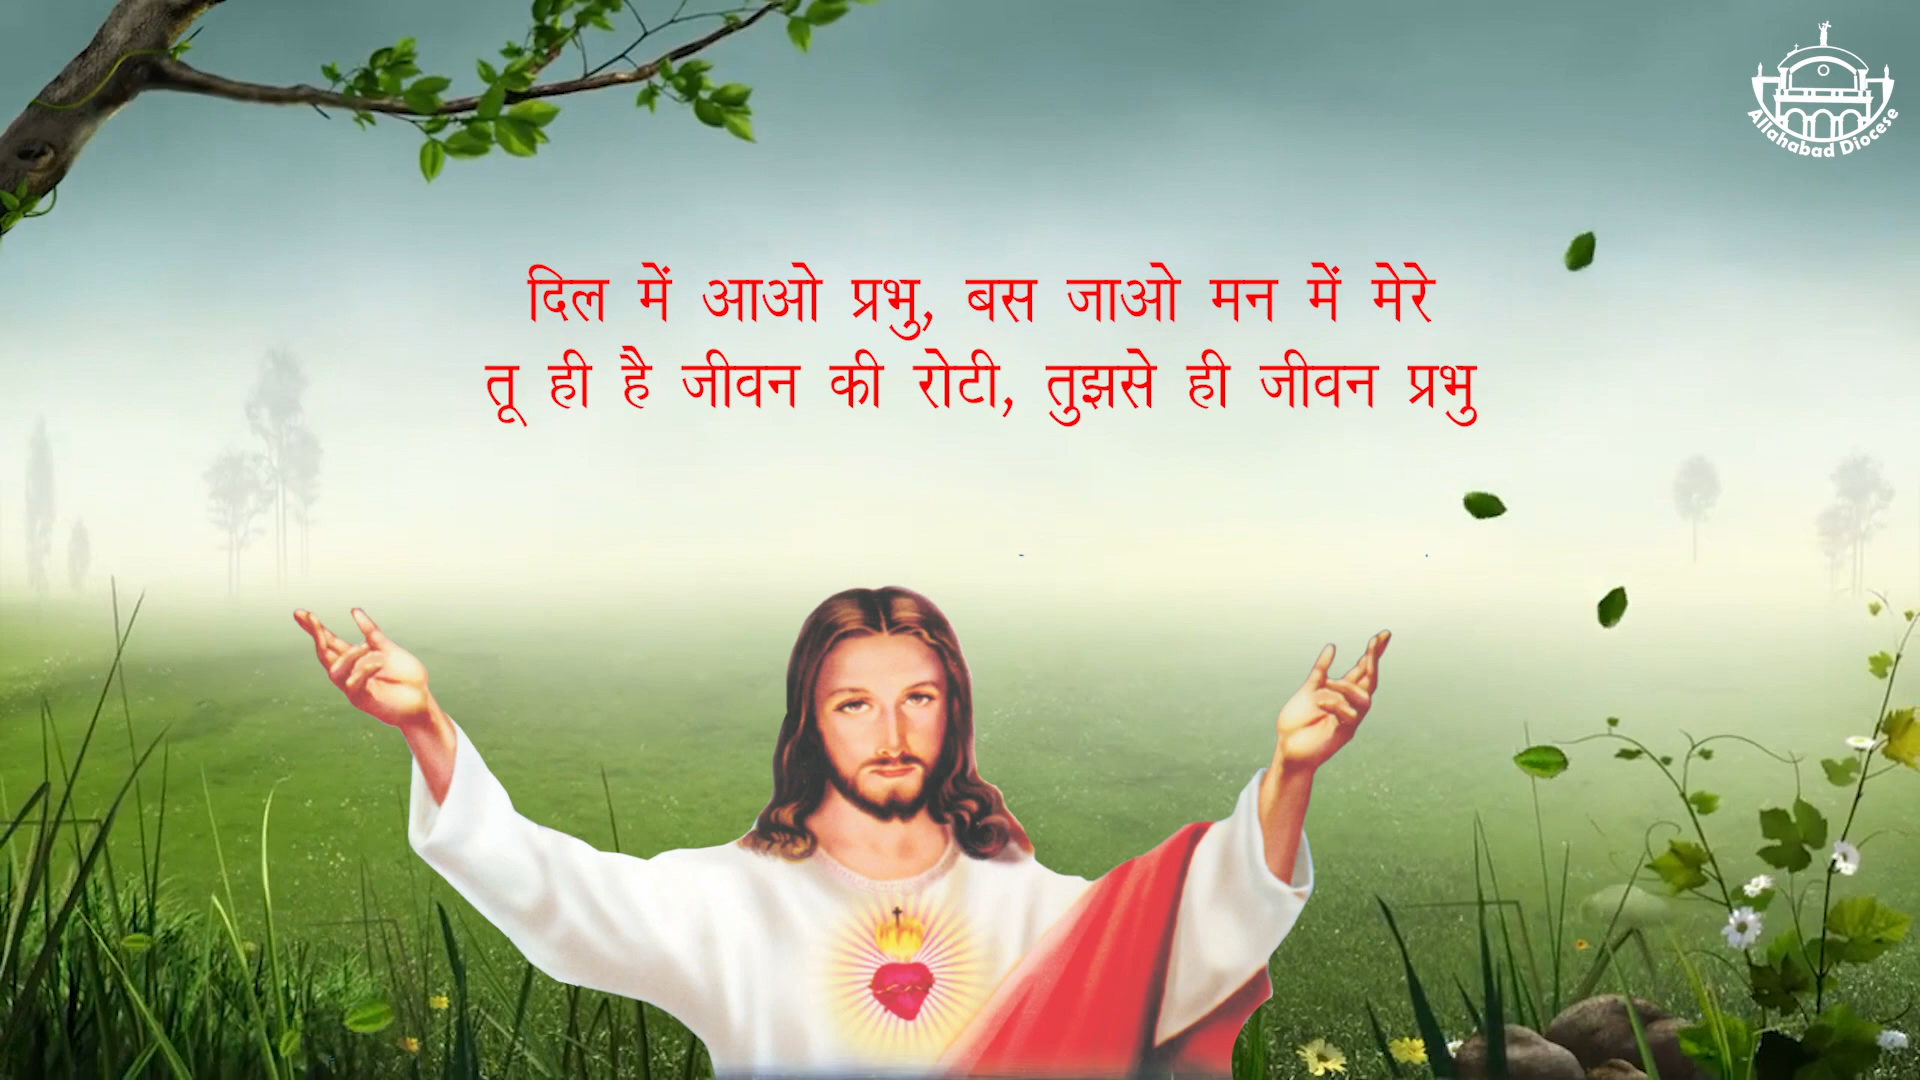 Allahabad Diocese
दिल में आओ प्रभु, बस जाओ मन में मेरे
तू ही है जीवन की रोटी, तुझसे ही जीवन प्रभु